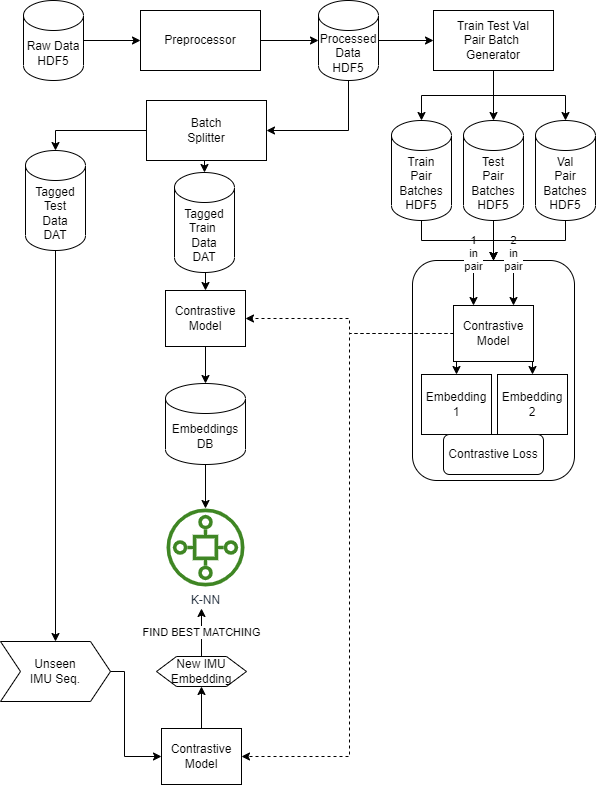 Raw Data
HDF5
Preprocessor
Processed
Data
HDF5
Train Test Val
Pair Batch
Generator
Batch
Splitter
Train
Pair
Batches
HDF5
Test
Pair
Batches
HDF5
Val
Pair
Batches
HDF5
Tagged
Test
Data
DAT
Tagged
Train
Data
DAT
1
in
pair
2
in
pair
Contrastive
Model
Contrastive
Model
Embedding
1
Embedding
2
Contrastive Loss
Embeddings
DB
K-NN
FIND BEST MATCHING
Unseen
IMU Seq.
New IMU
Embedding
Contrastive
Model